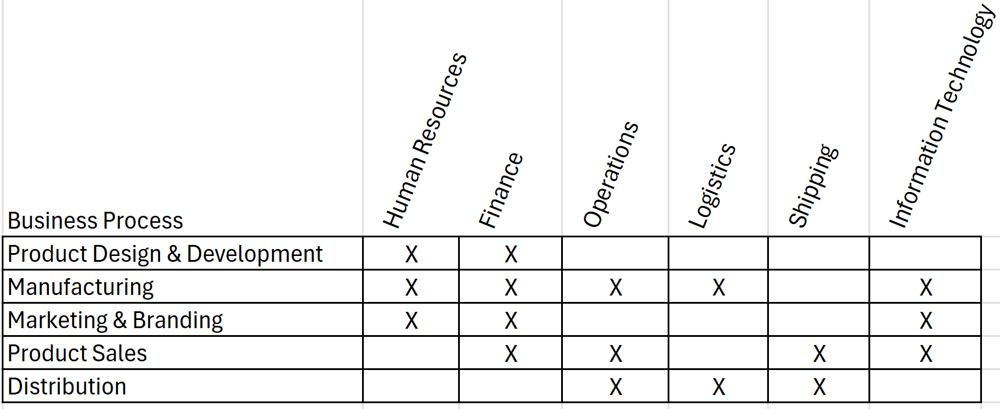 Business Process Human Resources Finance Operations Logistics Shipping Information Technology
Product Design & Development X X
Manufacturing X X X X X
Marketing & Branding X X X
Product Sales X X X X
Distribution X X X